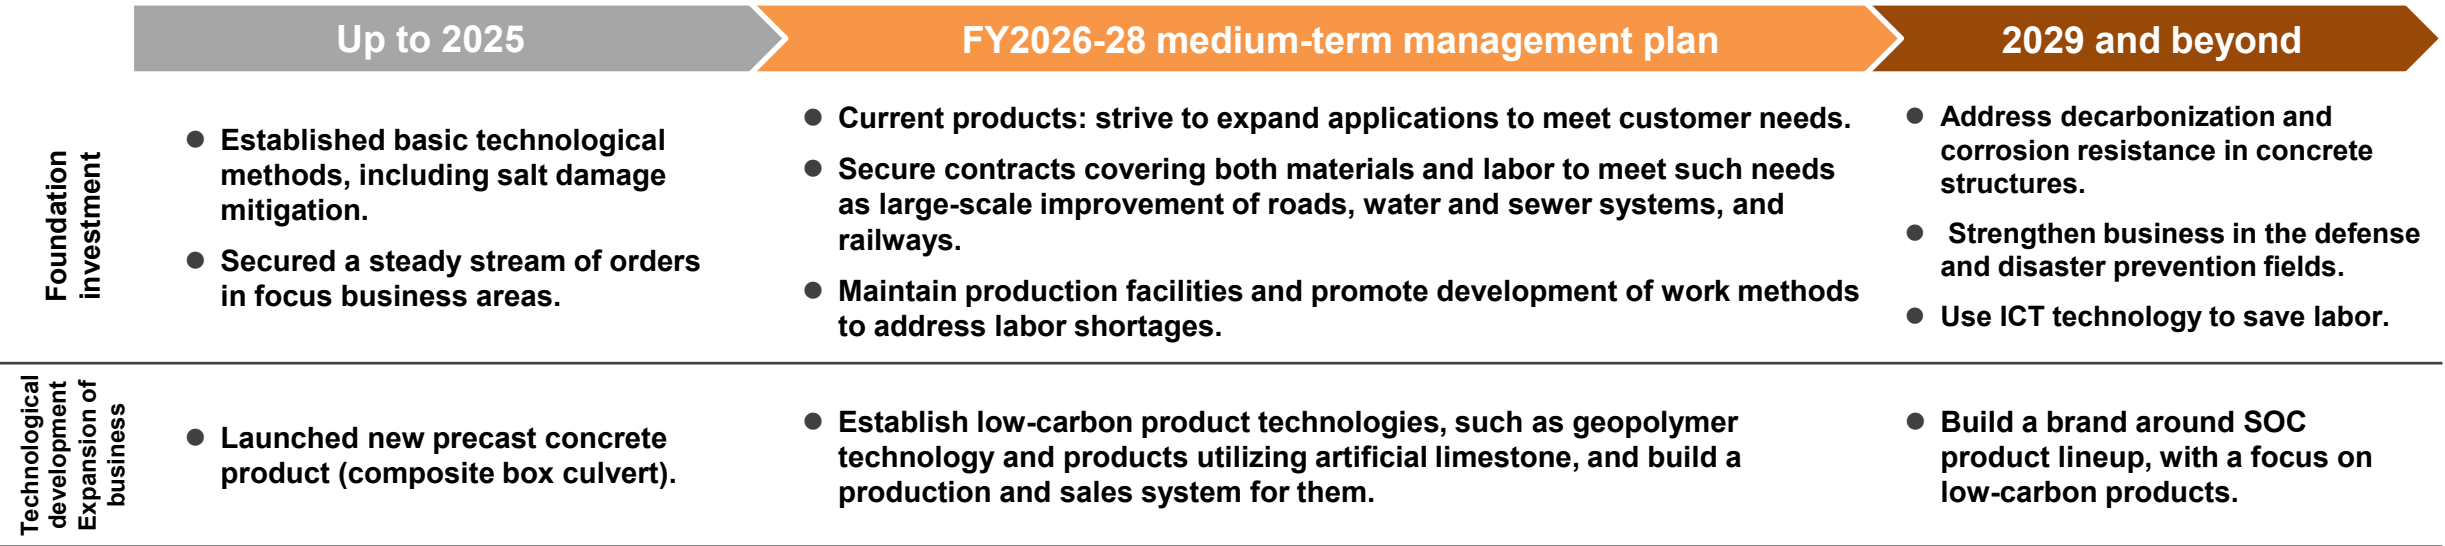 Up to 2025
FY2026-28 medium-term management plan
2029 and beyond
Foundation
investment
● Established basic technological
methods, including salt damage
mitigation.
● Secured a steady stream of orders
in focus business areas.
● Current products: strive to expand applications to meet customer needs.
● Secure contracts covering both materials and labor to meet such needs
as large-scale improvement of roads, water and sewer systems, and
railways.
● Maintain production facilities and promote development of work methods
to address labor shortages.
● Address decarbonization and
corrosion resistance in concrete
structures.
● Strengthen business in the defense
and disaster prevention fields.
● Use ICT technology to save labor.
Technological
development
Expansion of
business
● Launched new precast concrete
product (composite box culvert).
● Establish low-carbon product technologies, such as geopolymer
technology and products utilizing artificial limestone, and build a
production and sales system for them.
● Build a brand around SOC
product lineup, with a focus on
low-carbon products.